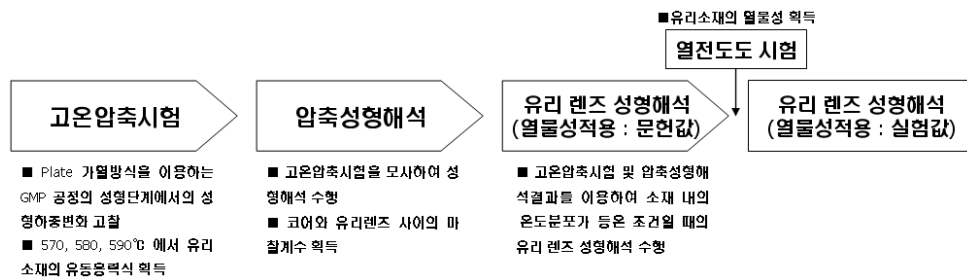 ■유리소재의 열물성 획득
열전도도 시험
고온압축시험
압축성형해석
유리 렌즈 성형해석
(열물성적용 : 문헌값)
유리 렌즈 성형해석
(열물성적용 : 실험값)
■ Plate 가열방식을 이용하는
GMP 공정의 성형단계에서의 성
형하중변화 고찰
■ 570, 580, 590℃ 에서 유리
소재의 유동응력식 획득
■ 고온압축시험을 모사하여 성
형해석 수행
■ 코어와 유리렌즈 사이의 마
찰계수 획득
■ 고온압축시험 및 압축성형해
석결과를 이용하여 소재 내의
온도분포가 등온 조건일 때의
유리 렌즈 성형해석 수행